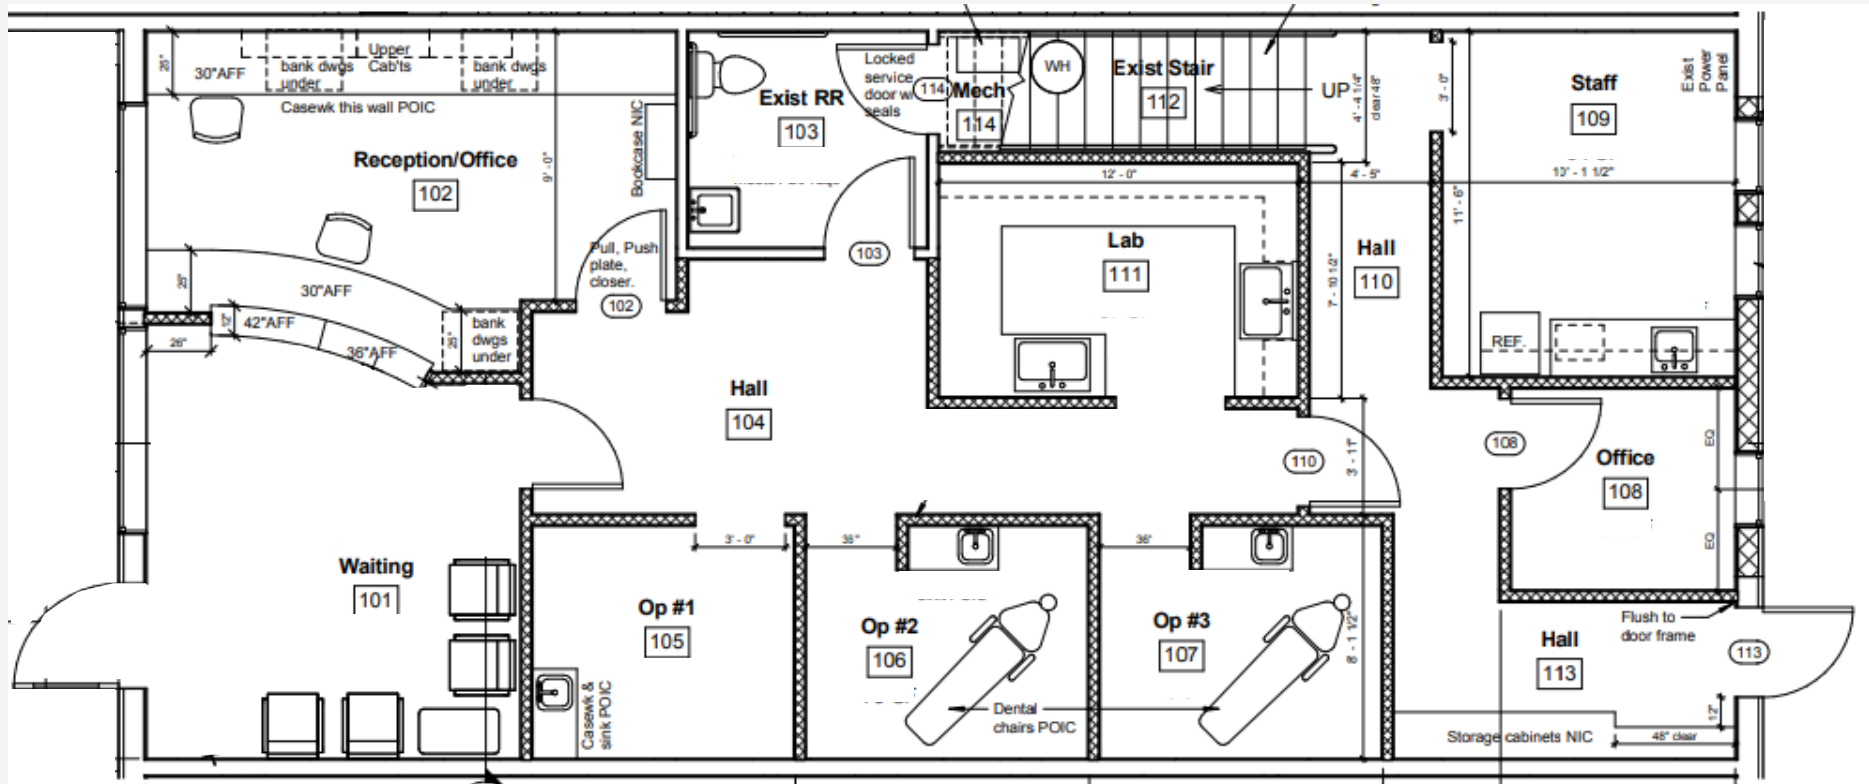 25"
30"AFF
bank dwgs
under
Upper
Cab'ts
bank dwgs
under
Casewk this wall POIC
Reception/Office
102
9' - 0"
Bookcase NIC
Pull, Push
plate,
closer.
102
25"
30"AFF
12"
42"AFF
36"AFF
26"
25"
bank
dwgs
under
Exist RR
103
103
Locked
service
door w/
seals
114
Mech
114
WH
Exist Stair
112
UP
4' - 4 1/4"
clear 48"
3' - 0"
Staff
109
Exist
Power
Panel
12' - 0"
4' - 5"
11' - 6"
Lab
111
7' - 10 1/2"
Hall
110
REF.
Hall
104
110
3' - 11"
108
Office
108
EQ
EQ
Waiting
101
3' - 0"
Op #1
105
Casewk &
sink POIC
Op #2
106
36"
Op #3
107
8' - 1 1/2"
Dental
chairs POIC
Flush to
door frame
Hall
113
113
12"
Storage cabinets NIC
48" clear